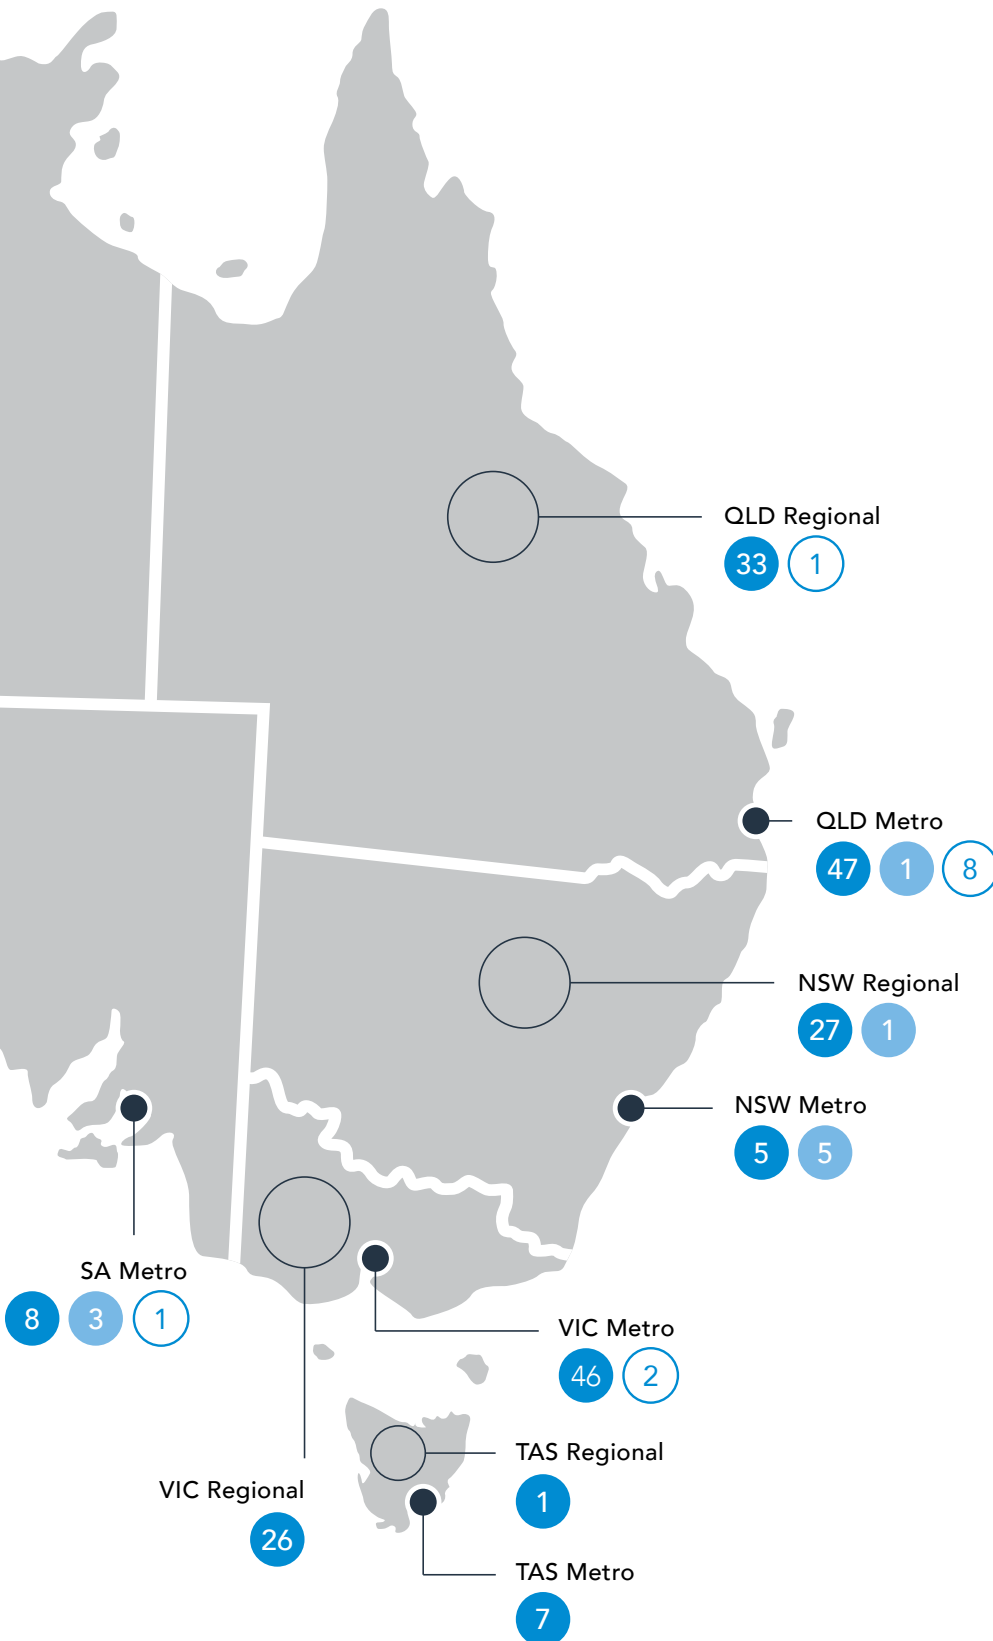 QLD Regional
33 1
QLD Metro
47 1 8
NSW Regional
27 1
NSW Metro
5 5
SA Metro
8 3 1
VIC Metro
46 2
TAS Regional
1
VIC Regional
26
TAS Metro
7